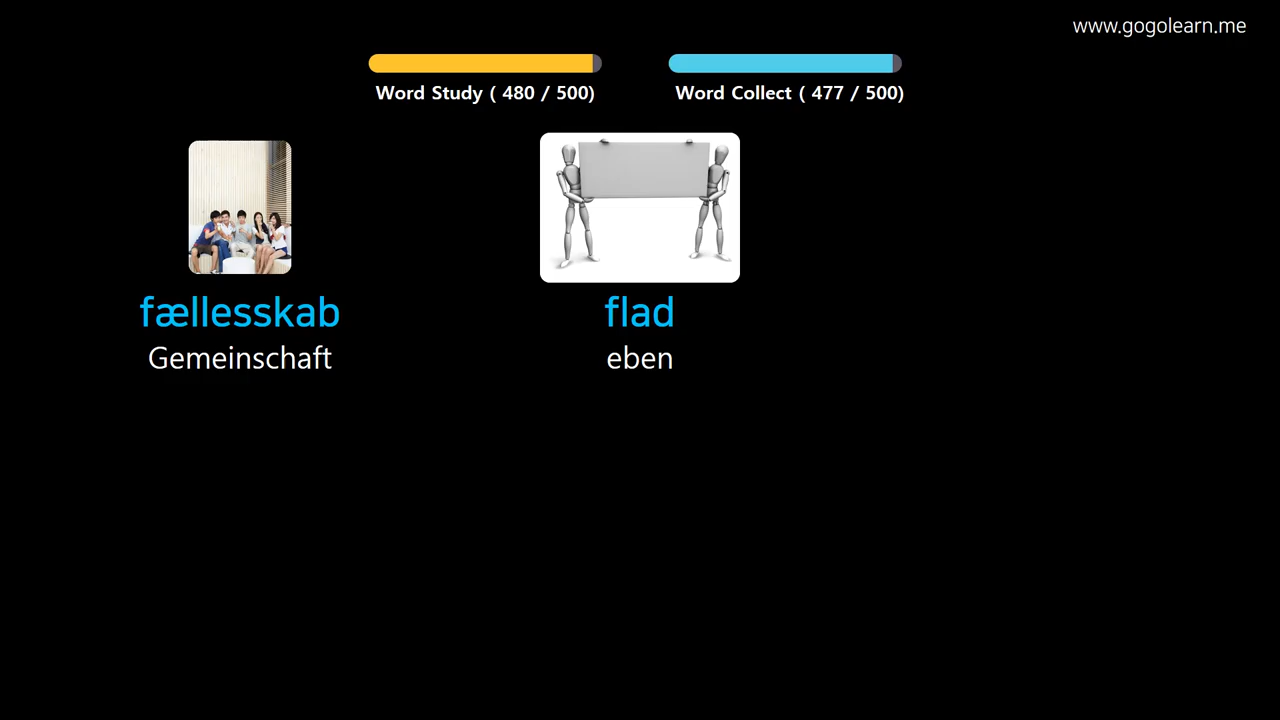 www.gogolearn.me
Word Study ( 480 / 500)
Word Collect ( 477 / 500)
fællesskab
Gemeinschaft
flad
eben